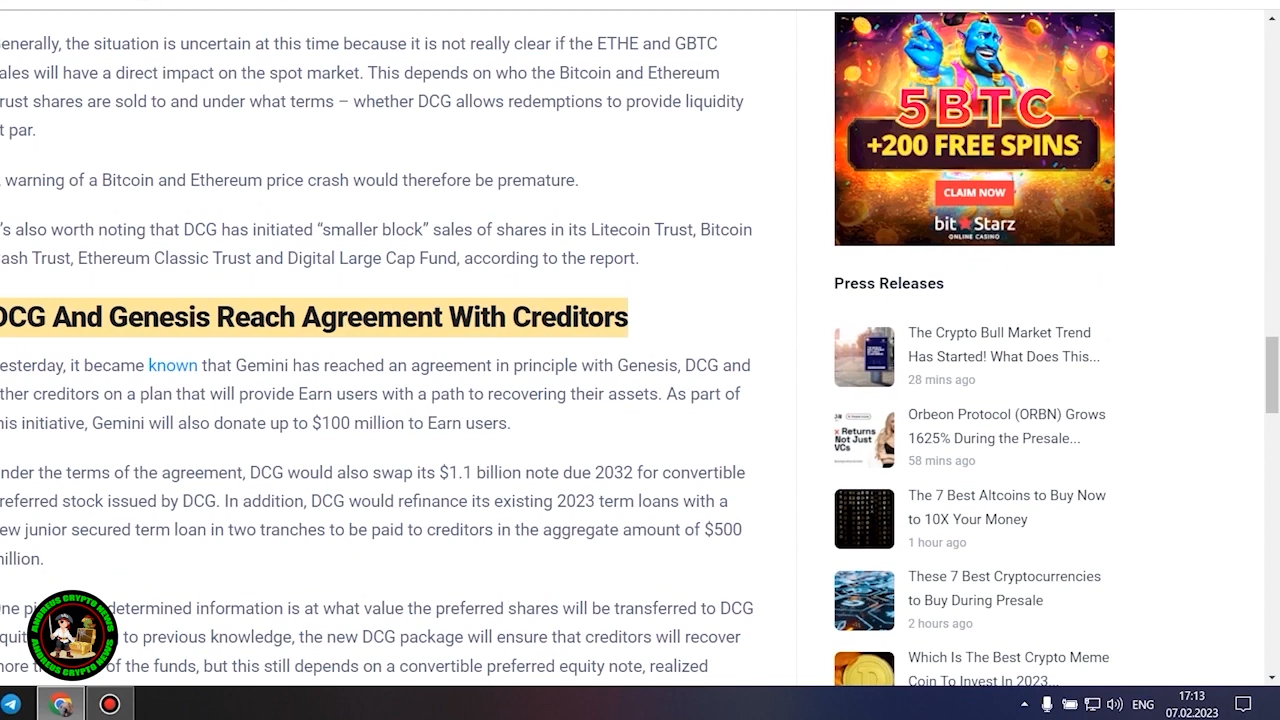 enerally, the situation is uncertain at this time because it is not really clear if the ETHE and GBTC
ales will have a direct impact on the spot market. This depends on who the Bitcoin and Ethereum
rust shares are sold to and under what terms – whether DCG allows redemptions to provide liquidity
t par.
warning of a Bitcoin and Ethereum price crash would therefore be premature.
's also worth noting that DCG has initiated “smaller block” sales of shares in its Litecoin Trust, Bitcoin
ash Trust, Ethereum Classic Trust and Digital Large Cap Fund, according to the report.
DCG And Genesis Reach Agreement With Creditors
esterday, it became known that Gemini has reached an agreement in principle with Genesis, DCG and
ther creditors on a plan that will provide Earn users with a path to recovering their assets. As part of
his initiative, Gemini will also donate up to $100 million to Earn users.
nder the terms of the agreement, DCG would also swap its $1.1 billion note due 2032 for convertible
referred stock issued by DCG. In addition, DCG would refinance its existing 2023 term loans with a
ew junior secured term loan in two tranches to be paid to creditors in the aggregate amount of $500
illion.
ne determined information is at what value the preferred shares will be transferred to DCG
to previous knowledge, the new DCG package will ensure that creditors will recover
of the funds, but this still depends on a convertible preferred equity note, realized
ANDREUS CRYPTO NEWS
ANDREUS CRYPTO NEWS
5BTC
+200 FREE SPINS
CLAIM NOW
bit Starz
ONLINE CASINO
Press Releases
The Crypto Bull Market Trend
Has Started! What Does This...
28 mins ago
Returns
Not Just
VCs
Orbeon Protocol (ORBN) Grows
1625% During the Presale...
58 mins ago
The 7 Best Altcoins to Buy Now
to 10X Your Money
1 hour ago
These 7 Best Cryptocurrencies
to Buy During Presale
2 hours ago
Which Is The Best Crypto Meme
Coin To Invest In 2023...
ENG
17:13
07.02.2023